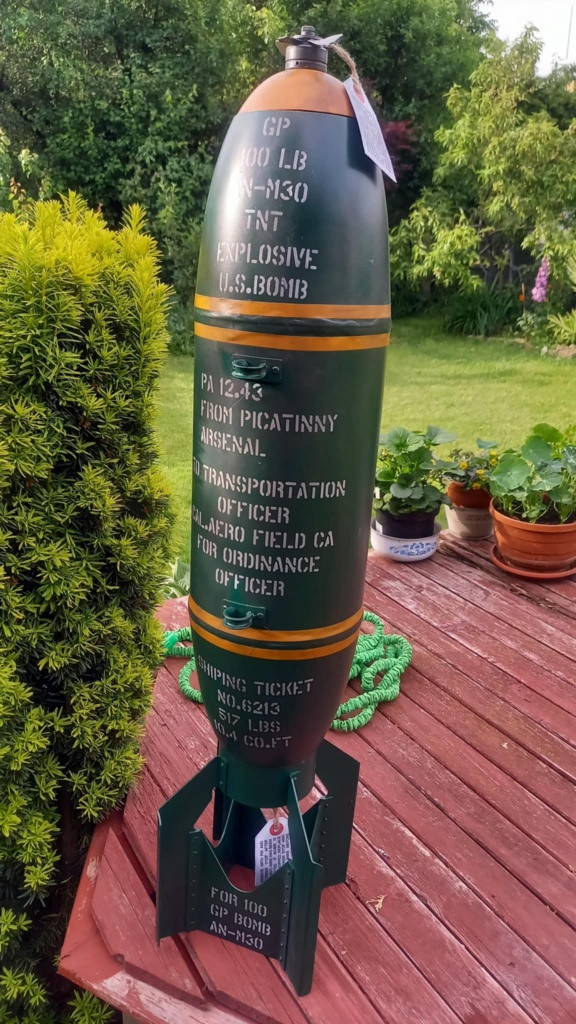 GP
100 LB
AN-M30
TNT
EXPLOSIVE
U.S.BOMB
PA 12.43
FROM PICATINNY
ARSENAL
TO TRANSPORTATION
OFFICER
CAL.AERO FIELD CA
FOR ORDINANCE
OFFICER
SHIPING TICKET
NO.6213
517 LBS
10.4 CO.FT
FOR 100
GP BOMB
AN-M30